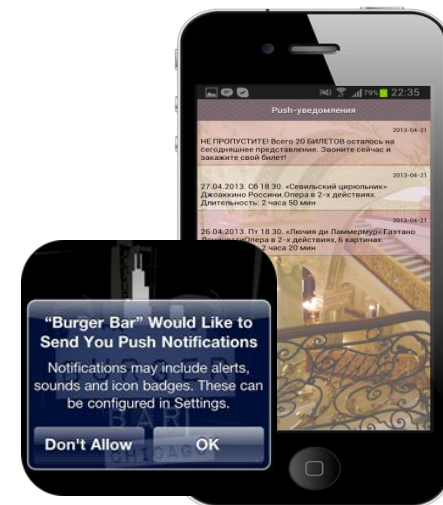 79% 22:35
Push-уведомления
2013-04-21
НЕ ПРОПУСТИТЕ! Всего 20 БИЛЕТОВ осталось на
сегодняшнее представление. Звоните сейчас и
закажите свой билет!
2013-04-21
27.04.2013. Сб 18 30. «Севильский цирюльник»
Джоаккино Россини.Опера в 2-х действиях.
Длительность: 2 часа 50 мин
2013-04-21
26.04.2013. Пт 18 30. «Лючия ди Ламмермур» Гаэтано
в 2-х действиях, 6 картинах.
2 часа 20 мин
“Burger Bar” Would Like to
Send You Push Notifications
Notifications may include alerts,
sounds and icon badges. These can
be configured in Settings.
Don't Allow OK
BURGER
BAR
CHICAGO